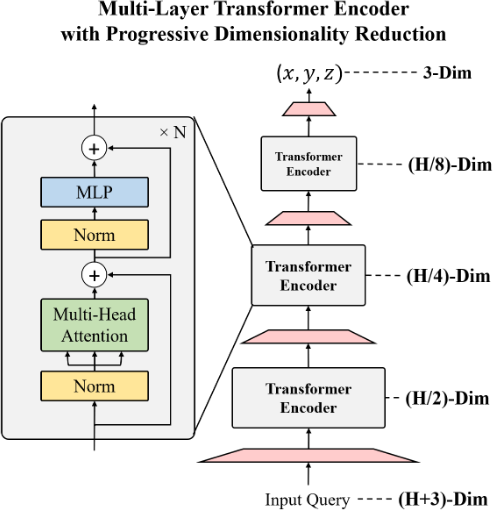 Multi-Layer Transformer Encoder
with Progressive Dimensionality Reduction
(x, y, z)
3-Dim
× N
+
MLP
Norm
+
Multi-Head
Attention
Norm
Transformer
Encoder
(H/8)-Dim
Transformer
Encoder
(H/4)-Dim
Transformer
Encoder
(H/2)-Dim
Input Query
(H+3)-Dim